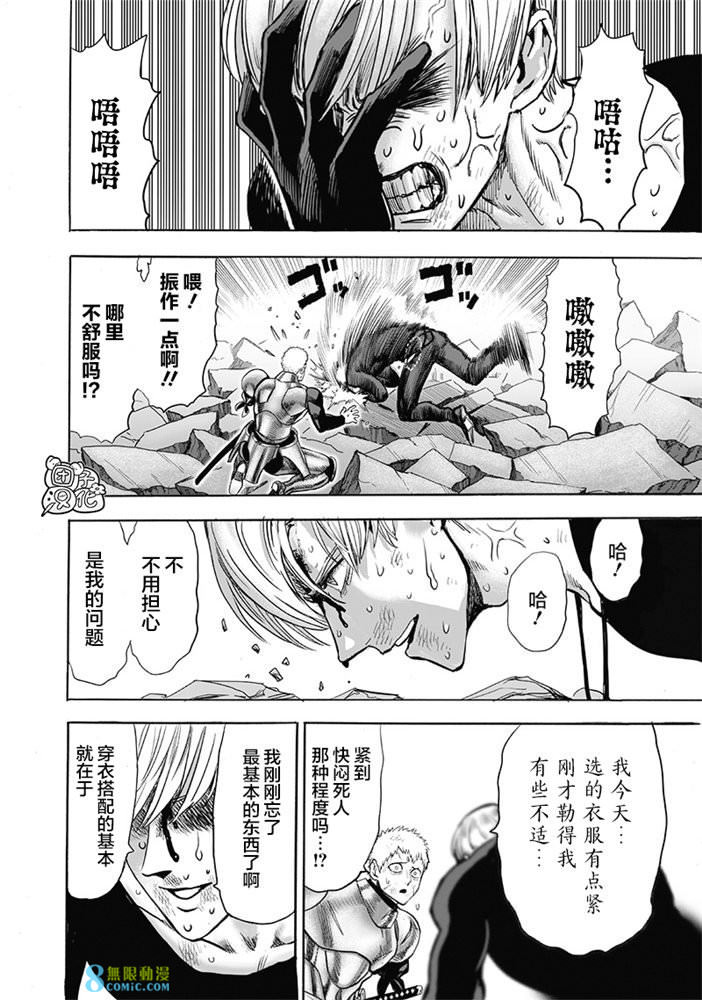 唔咕…
唔唔唔
嗷嗷嗷
ゴッ
ゴッ
喂！
振作一点啊！！
哪里
不舒服吗！？
团子
汉化
哈！
哈！
不
不用担心
是我的问题
我今天…
选的衣服有点紧
刚才勒得我
有些不适…
紧到
快闷死人
那种程度吗…！？
我刚刚忘了
最基本的东西了啊
穿衣搭配的基本
就在于
8 無限動漫
COMIC.COM